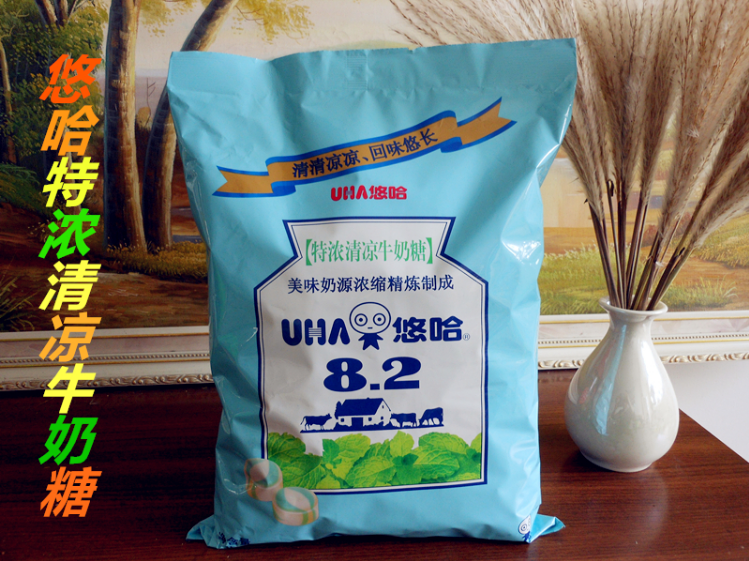 悠哈特浓清凉牛奶糖
清清凉凉、回味悠长
UHA悠哈
【特浓清凉牛奶糖】
美味奶源浓缩精炼制成
UHA悠哈®
8.2